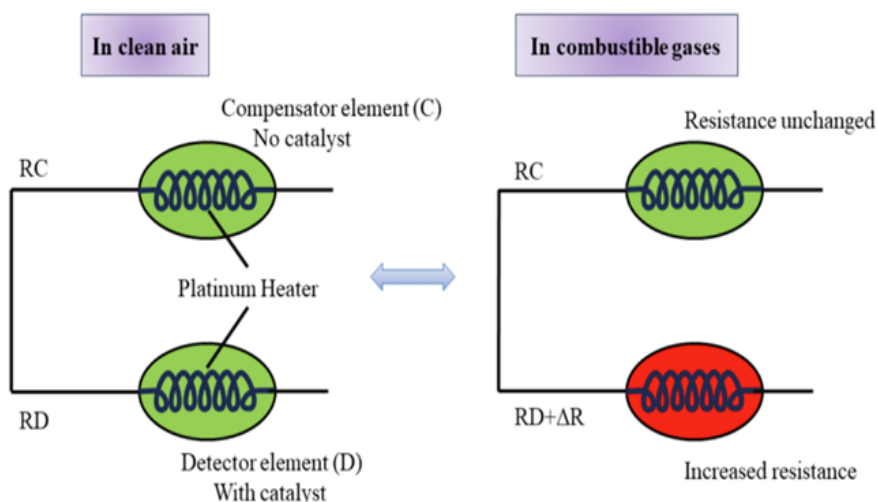 In clean air
In combustible gases
Compensator element (C)
No catalyst
Resistance unchanged
RC
RC
Platinum Heater
RD
RD+ΔR
Detector element (D)
With catalyst
Increased resistance